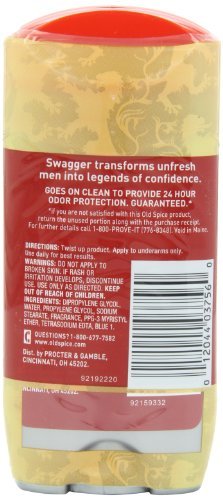 Swagger transforms unfresh
men into legends of confidence.
GOES ON CLEAN TO PROVIDE 24 HOUR
ODOR PROTECTION. GUARANTEED.*
*if you are not satisfied with this Old Spice product,
return the unused portion along with the purchase receipt.
For further details call 1-800-PROVE-IT (776-8348). Void in Maine.
DIRECTIONS: Twist up product. Apply to underarms only.
Use daily for best results.
WARNINGS: DO NOT APPLY TO
BROKEN SKIN. IF RASH OR
IRRITATION DEVELOPS, DISCONTINUE
USE. USE ONLY AS DIRECTED. KEEP
OUT OF REACH OF CHILDREN.
INGREDIENTS: DIPROPYLENE GLYCOL,
WATER, PROPYLENE GLYCOL, SODIUM
STEARATE, FRAGRANCE, PPG-3 MYRISTYL
ETHER, TETRASODIUM EDTA, BLUE 1.
QUESTIONS? 1-800-677-7582
www.oldspice.com
Dist. by PROCTER & GAMBLE,
CINCINNATI, OH 45202.
92192220
0 12044 03756 0
CINCINNATI, OH 45202.
92159332